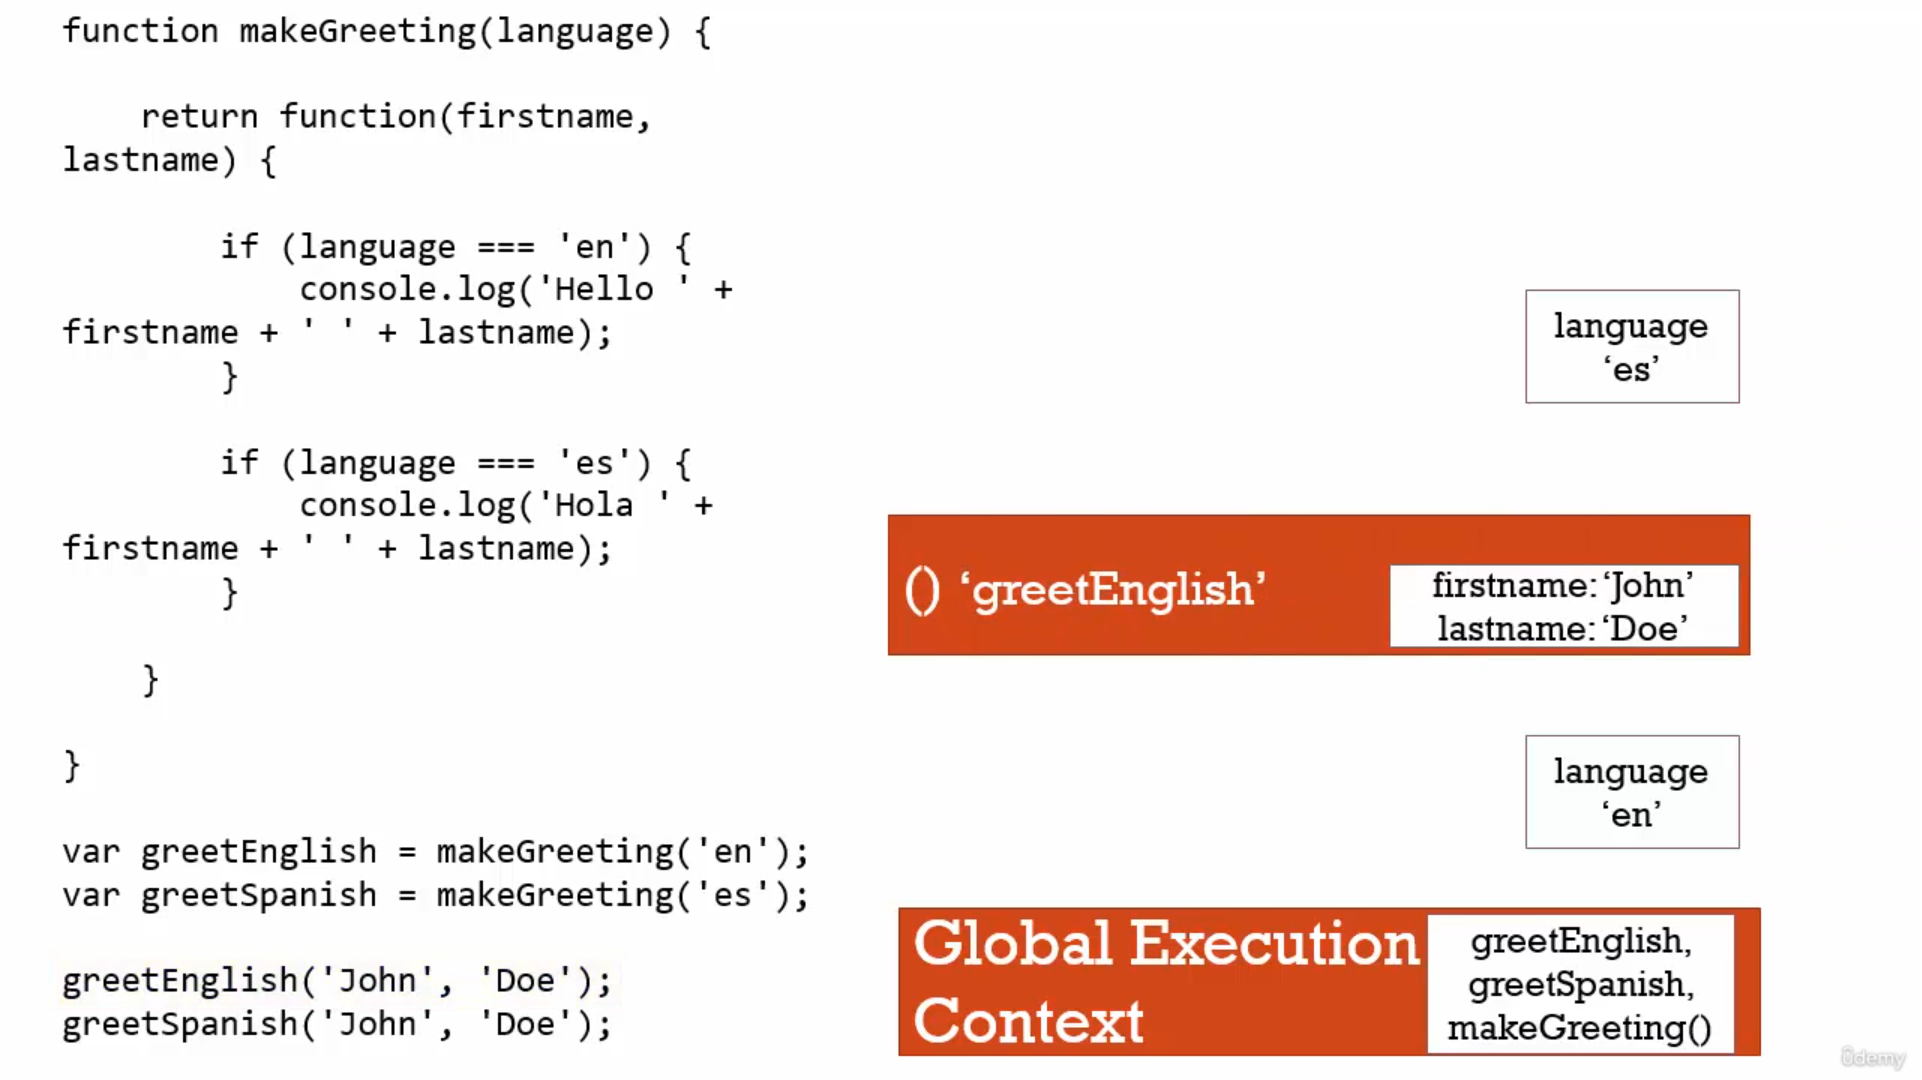 function makeGreeting(language) {
return function(firstname,
lastname) {
if (language === 'en') {
console.log('Hello ' +
firstname + ' ' + lastname);
}
if (language === 'es') {
console.log('Hola ' +
firstname + ' ' + lastname);
}
}
}
var greetEnglish = makeGreeting('en');
var greetSpanish = makeGreeting('es');
greetEnglish('John', 'Doe');
greetSpanish('John', 'Doe');
language
‘es’
() ‘greetEnglish’
firstname: ‘John’
lastname: ‘Doe’
language
‘en’
Global Execution
Context
greetEnglish,
greetSpanish,
makeGreeting()
ûdemy